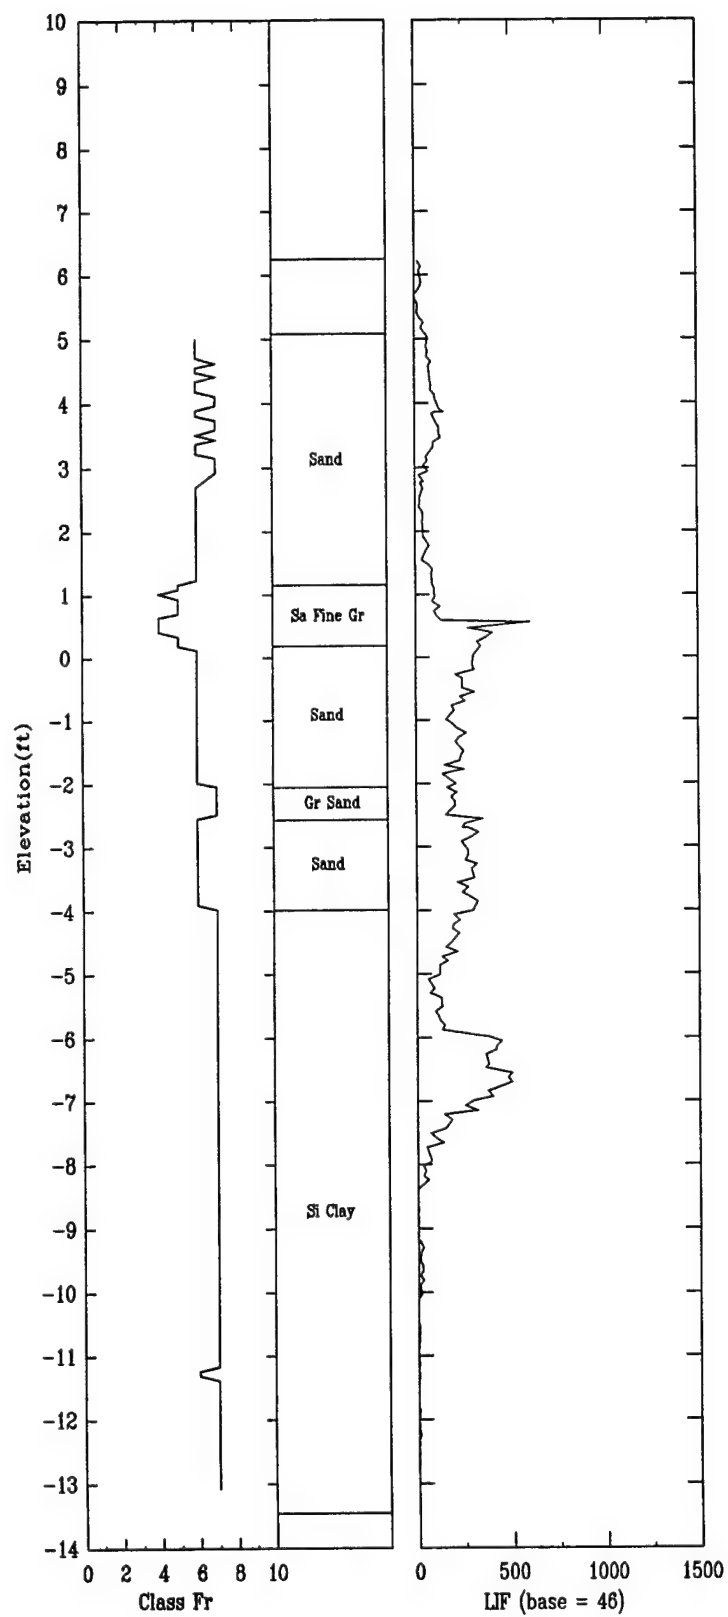 10
9
8
7
6
5
4
3
2
1
0
-1
-2
-3
-4
-5
-6
-7
-8
-9
-10
-11
-12
-13
-14
Elevation(ft)
Sand
Sa Fine Gr
Sand
Gr Sand
Sand
Si Clay
0 2 4 6 8 10
Class Fr
0 500 1000 1500
LIF (base = 46)